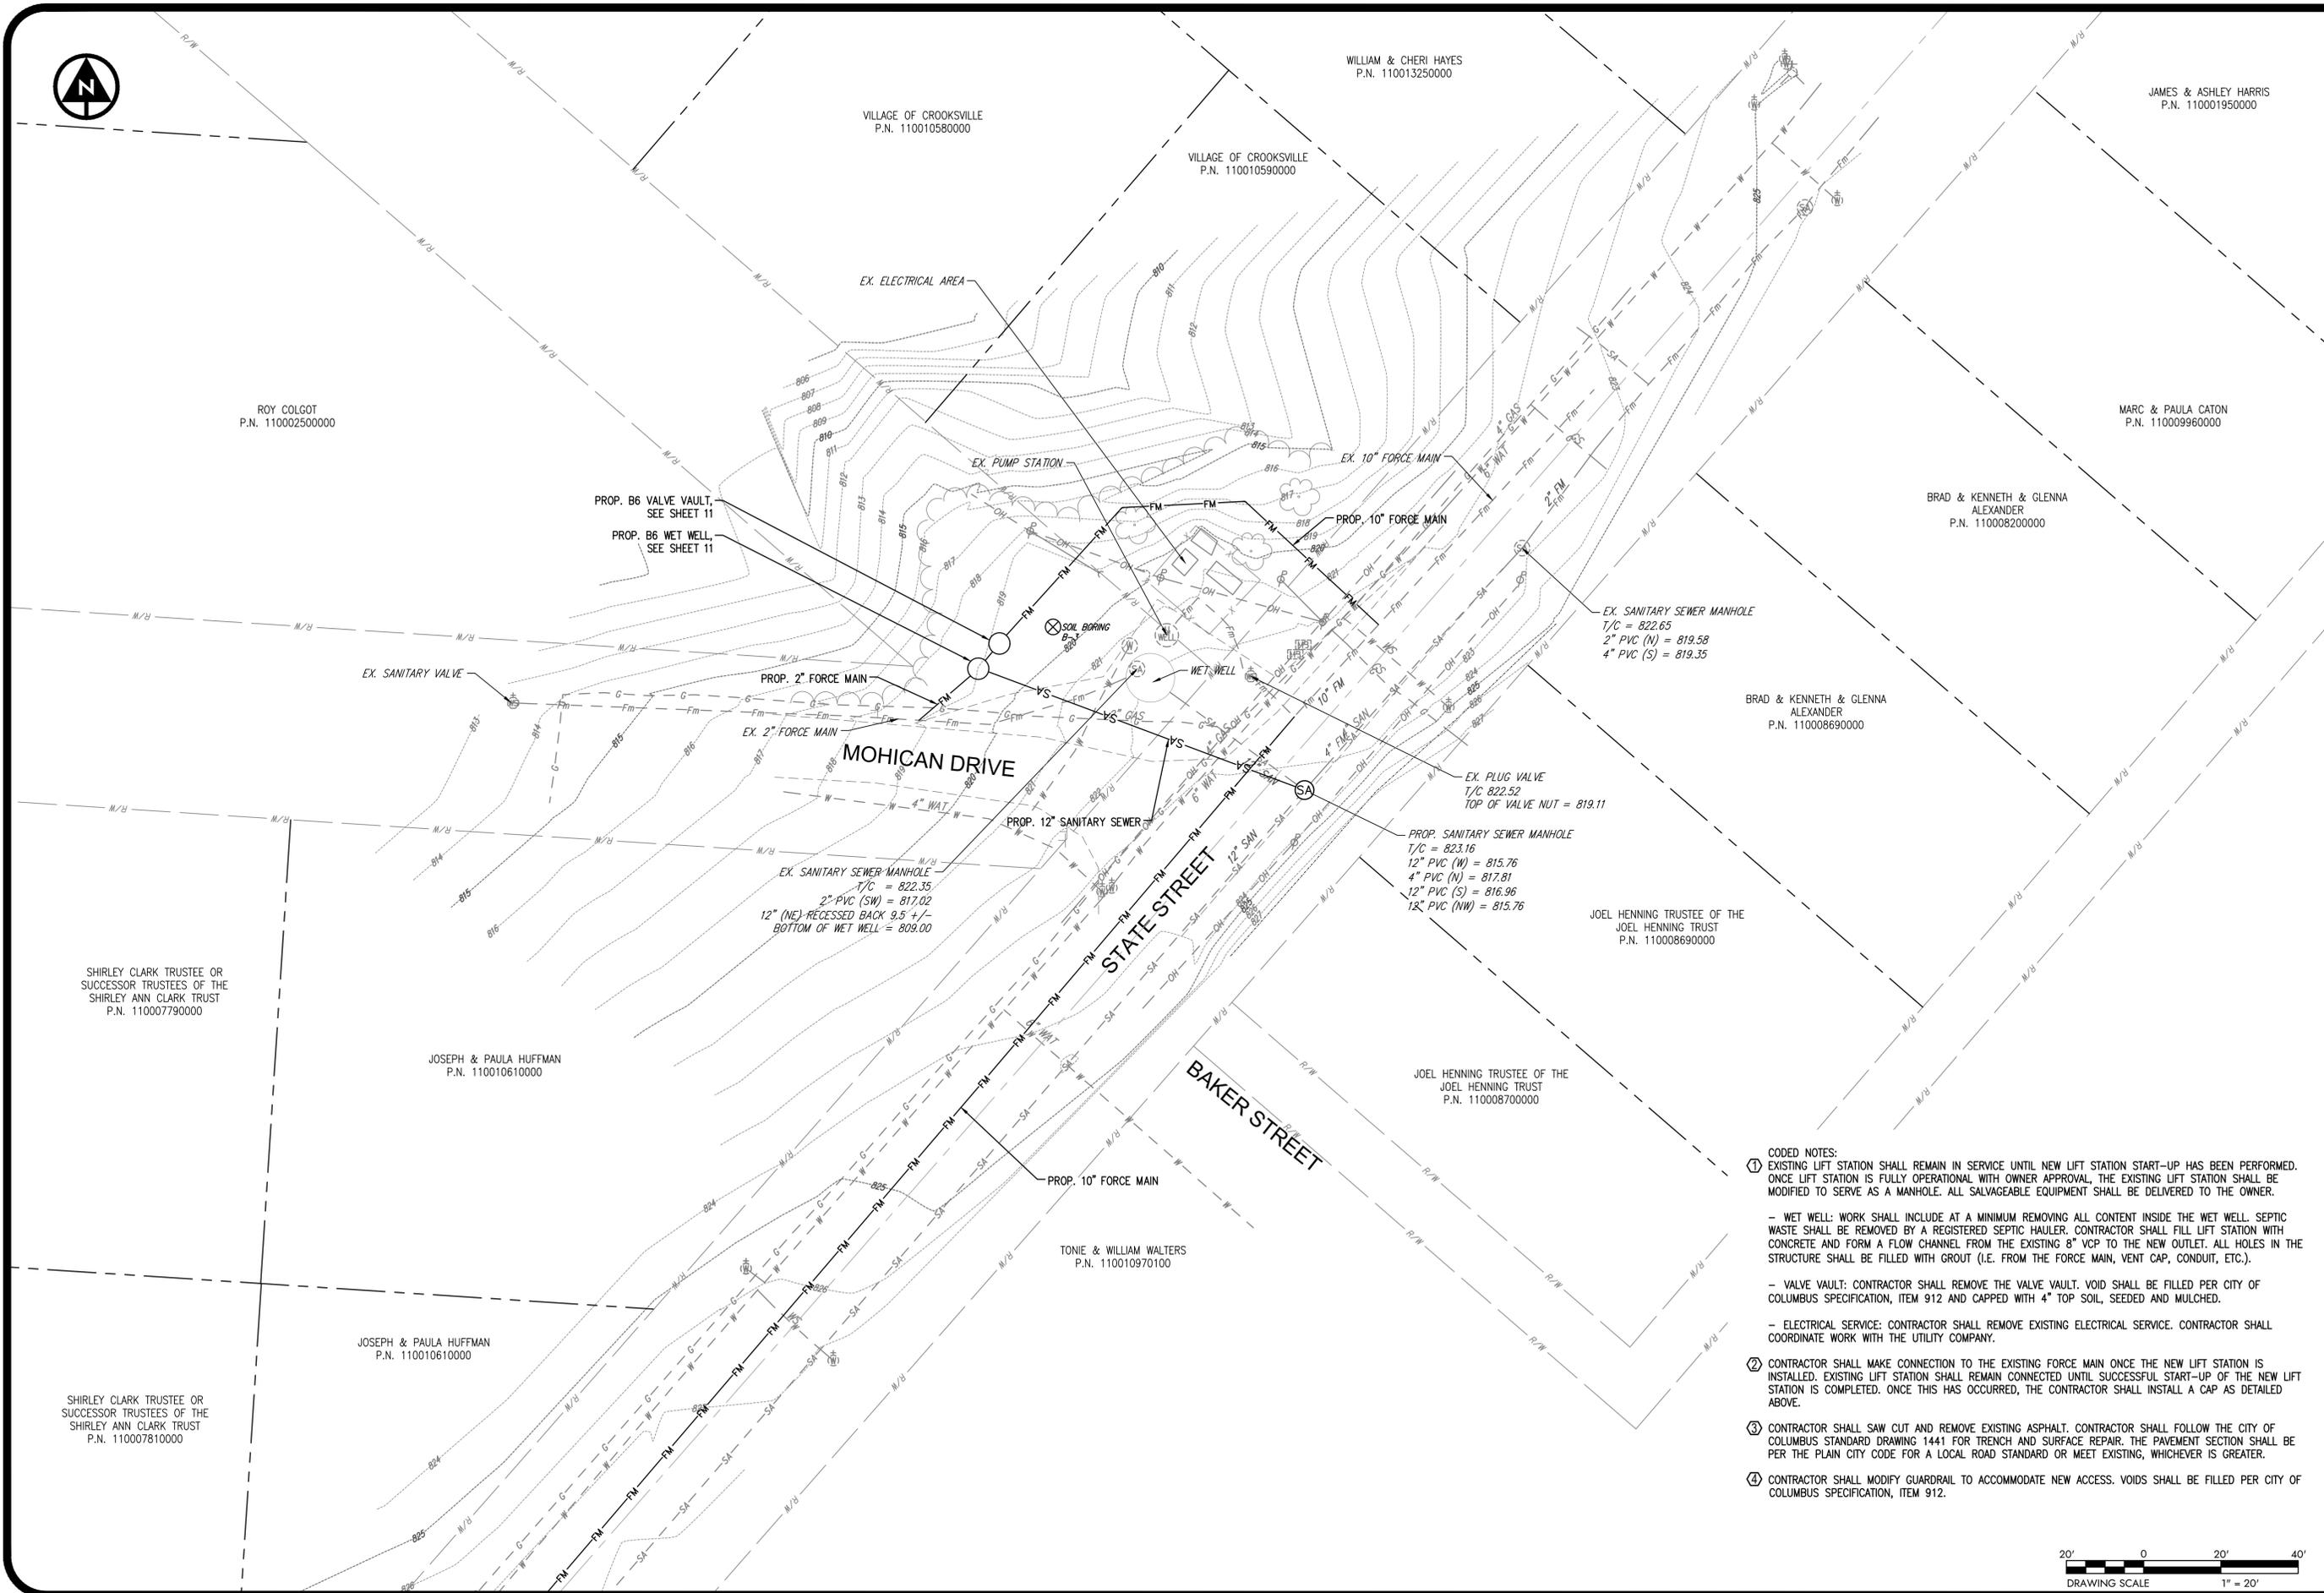 N
WILLIAM & CHERI HAYES
P.N. 110013250000
JAMES & ASHLEY HARRIS
P.N. 110001950000
VILLAGE OF CROOKSVILLE
P.N. 110010580000
VILLAGE OF CROOKSVILLE
P.N. 110010590000
EX. ELECTRICAL AREA
ROY COLGOT
P.N. 110002500000
MARC & PAULA CATON
P.N. 110009960000
EX. PUMP STATION
EX. 10" FORCE MAIN
4" GAS
6" WAT
2" FM
PROP. B6 VALVE VAULT,
SEE SHEET 11
PROP. B6 WET WELL,
SEE SHEET 11
PROP. 10" FORCE MAIN
BRAD & KENNETH & GLENNA
ALEXANDER
P.N. 110008200000
SOIL BORING
WELL
EX. SANITARY SEWER MANHOLE
T/C = 822.65
2" PVC (N) = 819.58
4" PVC (S) = 819.35
EX. SANITARY VALVE
PROP. 2" FORCE MAIN
WET WELL
EX. 2" FORCE MAIN
10" FM
BRAD & KENNETH & GLENNA
ALEXANDER
P.N. 110008690000
MOHICAN DRIVE
4" WAT
4" GAS
6" WAT
4" SAN
EX. PLUG VALVE
T/C 822.52
TOP OF VALVE NUT = 819.11
PROP. 12" SANITARY SEWER
SA
PROP. SANITARY SEWER MANHOLE
T/C = 823.16
12" PVC (W) = 815.76
4" PVC (N) = 817.81
12" PVC (S) = 816.96
12" PVC (NW) = 815.76
12" SAN
EX. SANITARY SEWER MANHOLE
T/C = 822.35
2" PVC (SW) = 817.02
12" (NE) RECESSED BACK 9.5 +/-
BOTTOM OF WET WELL = 809.00
STATE STREET
JOEL HENNING TRUSTEE OF THE
JOEL HENNING TRUST
P.N. 110008690000
SHIRLEY CLARK TRUSTEE OR
SUCCESSOR TRUSTEES OF THE
SHIRLEY ANN CLARK TRUST
P.N. 110007790000
JOSEPH & PAULA HUFFMAN
P.N. 110010610000
JOEL HENNING TRUSTEE OF THE
JOEL HENNING TRUST
P.N. 110008700000
BAKER STREET
PROP. 10" FORCE MAIN
TONIE & WILLIAM WALTERS
P.N. 110010970100
JOSEPH & PAULA HUFFMAN
P.N. 110010610000
SHIRLEY CLARK TRUSTEE OR
SUCCESSOR TRUSTEES OF THE
SHIRLEY ANN CLARK TRUST
P.N. 110007810000
CODED NOTES:
1 EXISTING LIFT STATION SHALL REMAIN IN SERVICE UNTIL NEW LIFT STATION START-UP HAS BEEN PERFORMED.
ONCE LIFT STATION IS FULLY OPERATIONAL WITH OWNER APPROVAL, THE EXISTING LIFT STATION SHALL BE
MODIFIED TO SERVE AS A MANHOLE. ALL SALVAGEABLE EQUIPMENT SHALL BE DELIVERED TO THE OWNER.
- WET WELL: WORK SHALL INCLUDE AT A MINIMUM REMOVING ALL CONTENT INSIDE THE WET WELL. SEPTIC
WASTE SHALL BE REMOVED BY A REGISTERED SEPTIC HAULER. CONTRACTOR SHALL FILL LIFT STATION WITH
CONCRETE AND FORM A FLOW CHANNEL FROM THE EXISTING 8" VCP TO THE NEW OUTLET. ALL HOLES IN THE
STRUCTURE SHALL BE FILLED WITH GROUT (I.E. FROM THE FORCE MAIN, VENT CAP, CONDUIT, ETC.).
- VALVE VAULT: CONTRACTOR SHALL REMOVE THE VALVE VAULT. VOID SHALL BE FILLED PER CITY OF
COLUMBUS SPECIFICATION, ITEM 912 AND CAPPED WITH 4" TOP SOIL, SEEDED AND MULCHED.
- ELECTRICAL SERVICE: CONTRACTOR SHALL REMOVE EXISTING ELECTRICAL SERVICE. CONTRACTOR SHALL
COORDINATE WORK WITH THE UTILITY COMPANY.
2 CONTRACTOR SHALL MAKE CONNECTION TO THE EXISTING FORCE MAIN ONCE THE NEW LIFT STATION IS
INSTALLED. EXISTING LIFT STATION SHALL REMAIN CONNECTED UNTIL SUCCESSFUL START-UP OF THE NEW LIFT
STATION IS COMPLETED. ONCE THIS HAS OCCURRED, THE CONTRACTOR SHALL INSTALL A CAP AS DETAILED
ABOVE.
3 CONTRACTOR SHALL SAW CUT AND REMOVE EXISTING ASPHALT. CONTRACTOR SHALL FOLLOW THE CITY OF
COLUMBUS STANDARD DRAWING 1441 FOR TRENCH AND SURFACE REPAIR. THE PAVEMENT SECTION SHALL BE
PER THE PLAIN CITY CODE FOR A LOCAL ROAD STANDARD OR MEET EXISTING, WHICHEVER IS GREATER.
4 CONTRACTOR SHALL MODIFY GUARDRAIL TO ACCOMMODATE NEW ACCESS. VOIDS SHALL BE FILLED PER CITY OF
COLUMBUS SPECIFICATION, ITEM 912.
20' 0 20' 40'
DRAWING SCALE 1" = 20'